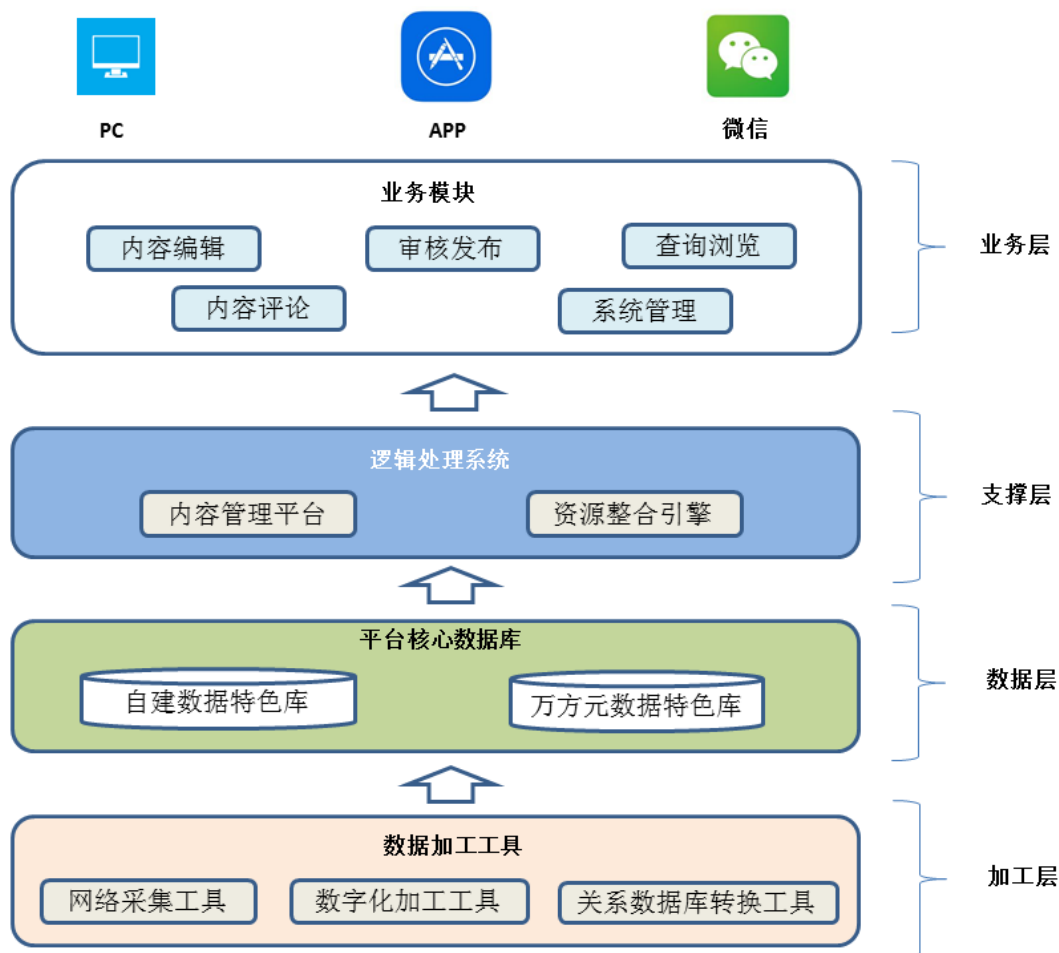 PC
APP
微信
业务模块
内容编辑
审核发布
查询浏览
内容评论
系统管理
业务层
逻辑处理系统
内容管理平台
资源整合引擎
支撑层
平台核心数据库
自建数据特色库
万方元数据特色库
数据层
数据加工工具
网络采集工具
数字化加工工具
关系数据库转换工具
加工层